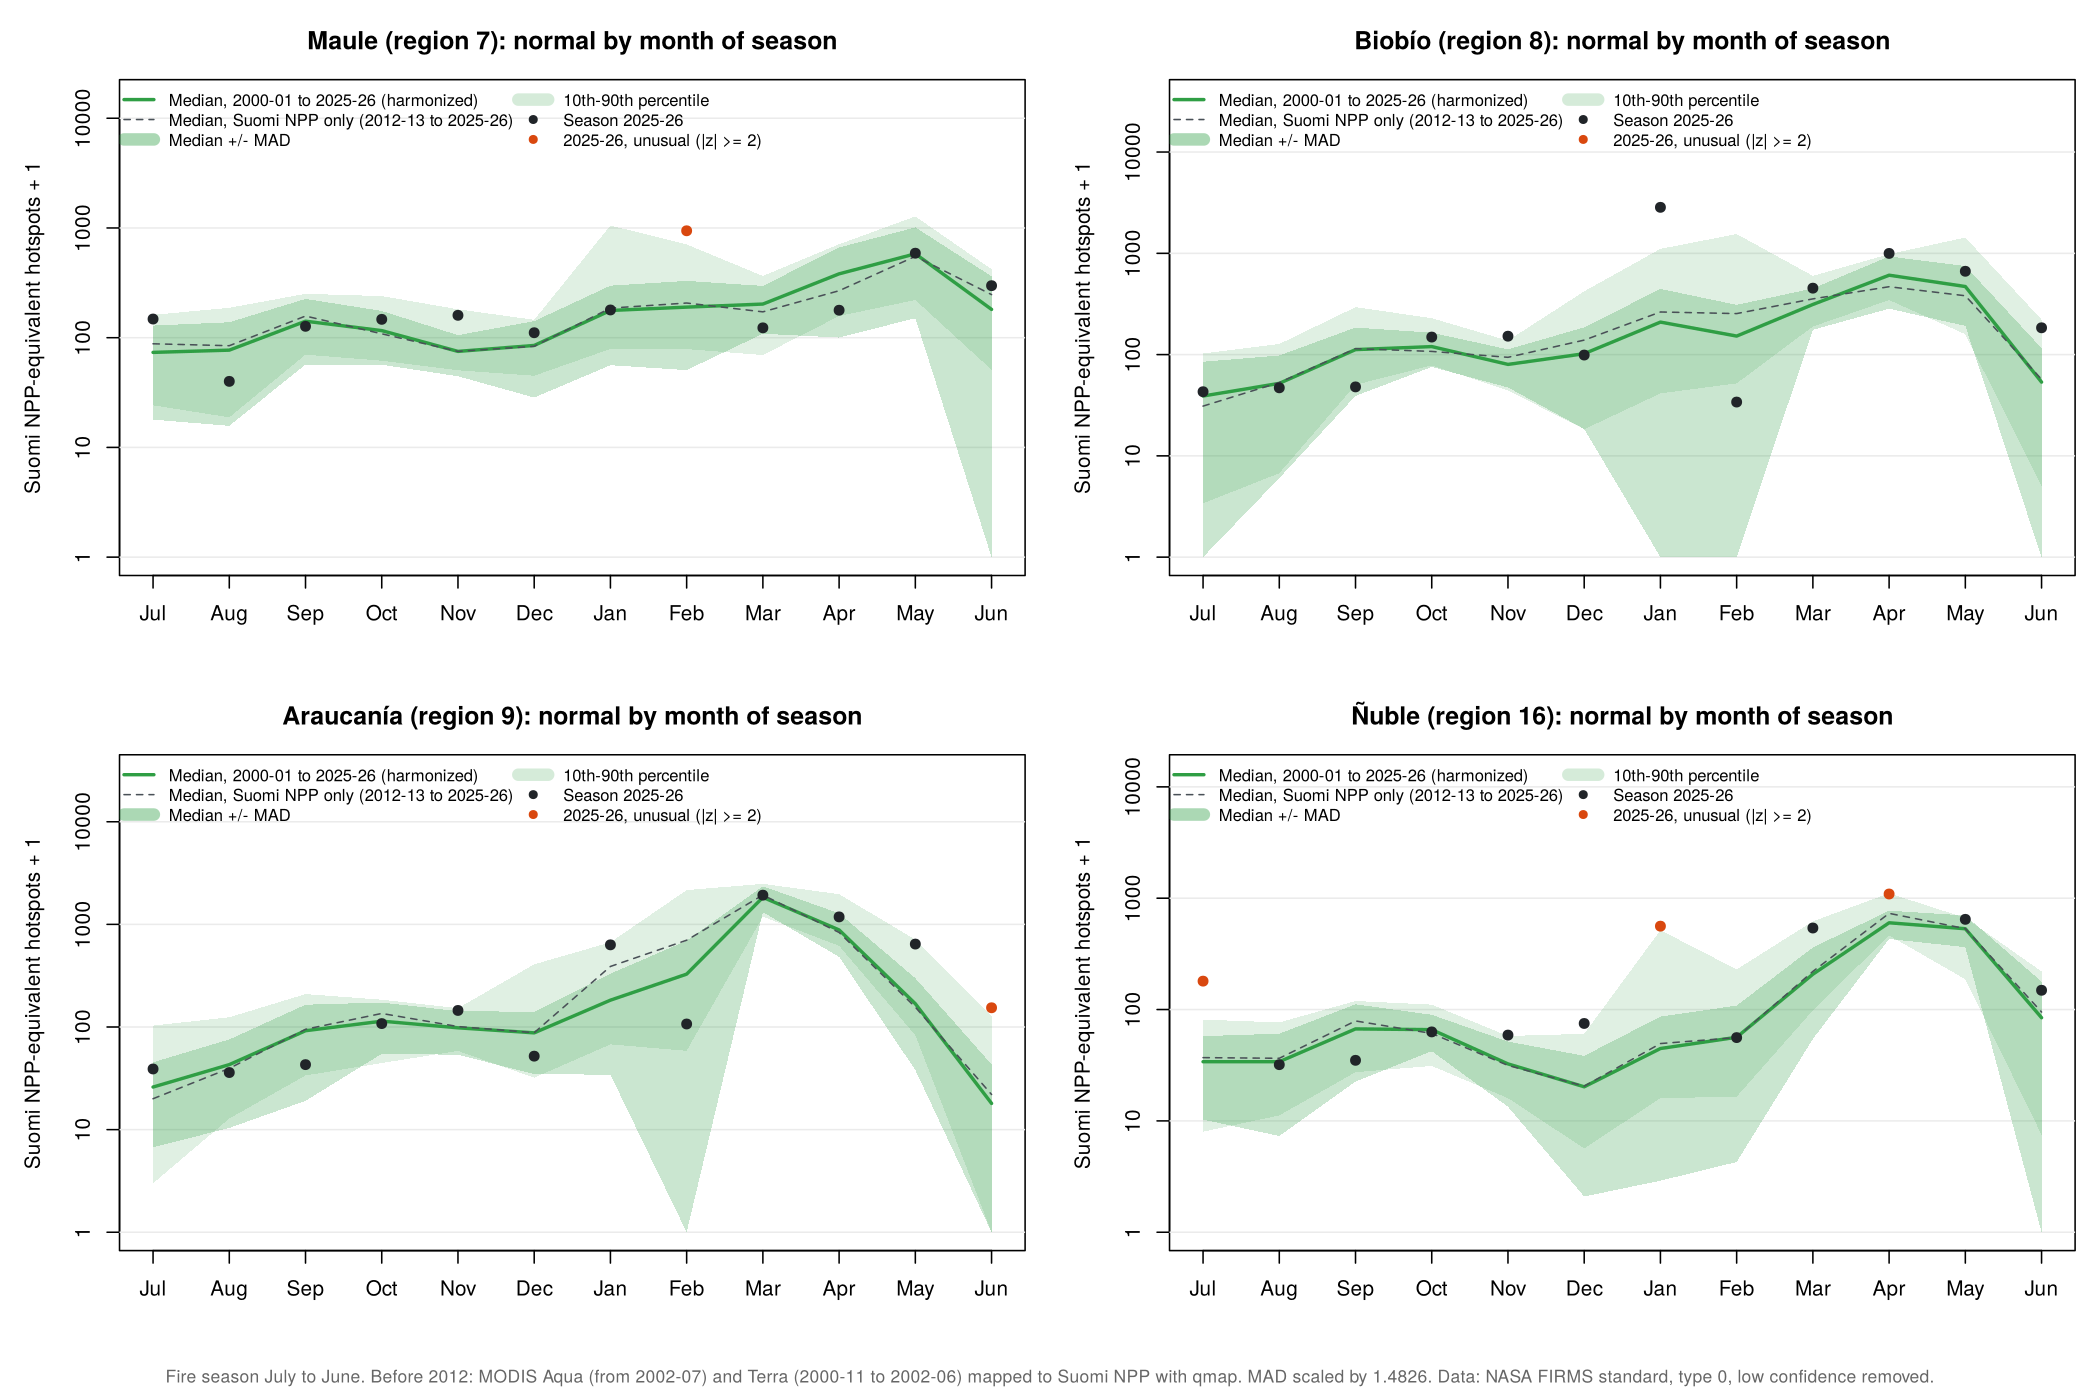 Maule (region 7): normal by month of season
Median, 2000-01 to 2025-26 (harmonized)
Median, Suomi NPP only (2012-13 to 2025-26)
Median +/- MAD
10th-90th percentile
Season 2025-26
2025-26, unusual (|z| >= 2)
Suomi NPP-equivalent hotspots + 1
10000
1000
100
10
1
Jul Aug Sep Oct Nov Dec Jan Feb Mar Apr May Jun
Biobío (region 8): normal by month of season
Median, 2000-01 to 2025-26 (harmonized)
Median, Suomi NPP only (2012-13 to 2025-26)
Median +/- MAD
10th-90th percentile
Season 2025-26
2025-26, unusual (|z| >= 2)
Suomi NPP-equivalent hotspots + 1
10000
1000
100
10
1
Jul Aug Sep Oct Nov Dec Jan Feb Mar Apr May Jun
Araucanía (region 9): normal by month of season
Median, 2000-01 to 2025-26 (harmonized)
Median, Suomi NPP only (2012-13 to 2025-26)
Median +/- MAD
10th-90th percentile
Season 2025-26
2025-26, unusual (|z| >= 2)
Suomi NPP-equivalent hotspots + 1
10000
1000
100
10
1
Jul Aug Sep Oct Nov Dec Jan Feb Mar Apr May Jun
Ñuble (region 16): normal by month of season
Median, 2000-01 to 2025-26 (harmonized)
Median, Suomi NPP only (2012-13 to 2025-26)
Median +/- MAD
10th-90th percentile
Season 2025-26
2025-26, unusual (|z| >= 2)
Suomi NPP-equivalent hotspots + 1
10000
1000
100
10
1
Jul Aug Sep Oct Nov Dec Jan Feb Mar Apr May Jun
Fire season July to June. Before 2012: MODIS Aqua (from 2002-07) and Terra (2000-11 to 2002-06) mapped to Suomi NPP with qmap. MAD scaled by 1.4826. Data: NASA FIRMS standard, type 0, low confidence removed.